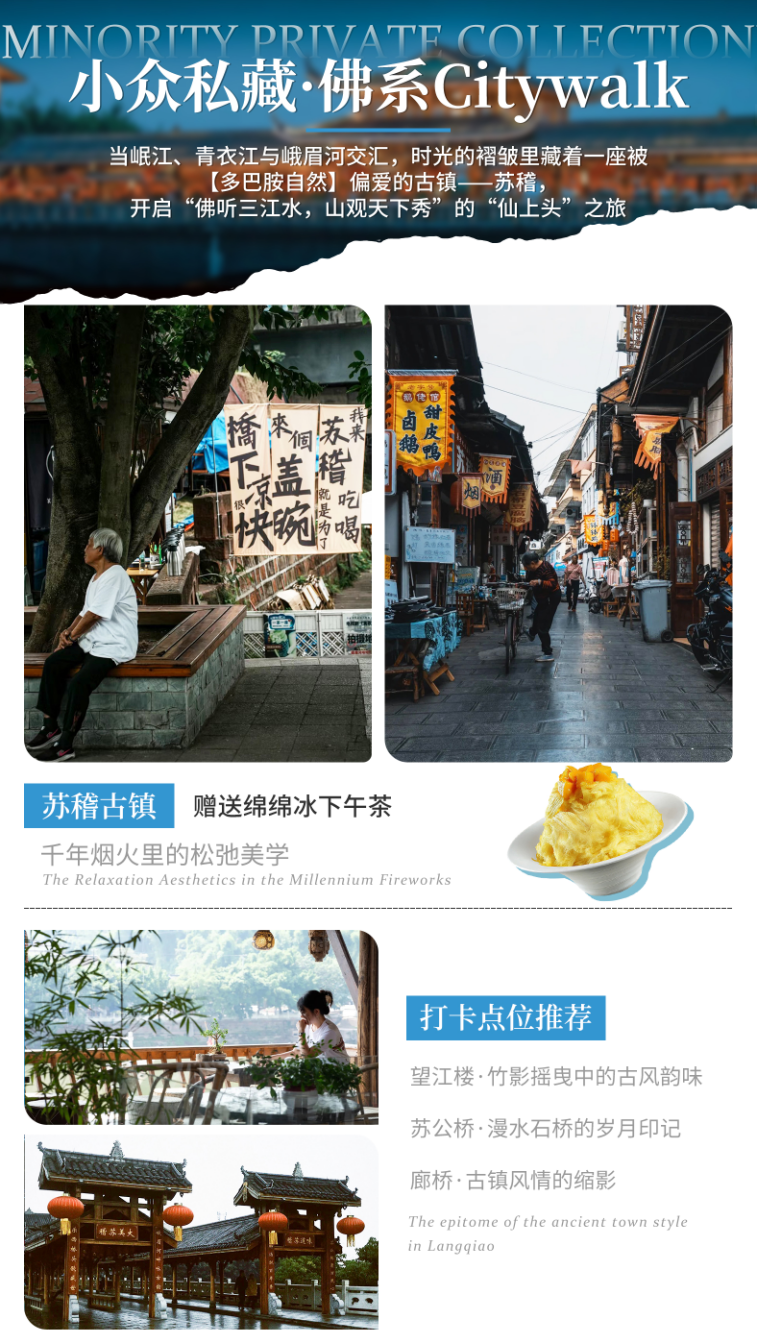 MINORITY PRIVATE COLLECTION
小众私藏·佛系Citywalk
当岷江、青衣江与峨眉河交汇，时光的褶皱里藏着一座被
【多巴胺自然】偏爱的古镇——苏稽，
开启“佛听三江水，山观天下秀”的“仙上头”之旅
我来
苏稽
就是为了
吃喝
來個
盖碗
橋下
很凉快
甜皮鸭
卤鹅
烟
酒
苏稽古镇
赠送绵绵冰下午茶
千年烟火里的松弛美学
The Relaxation Aesthetics in the Millennium Fireworks
打卡点位推荐
望江楼·竹影摇曳中的古风韵味
苏公桥·漫水石桥的岁月印记
廊桥·古镇风情的缩影
The epitome of the ancient town style
in Langqiao